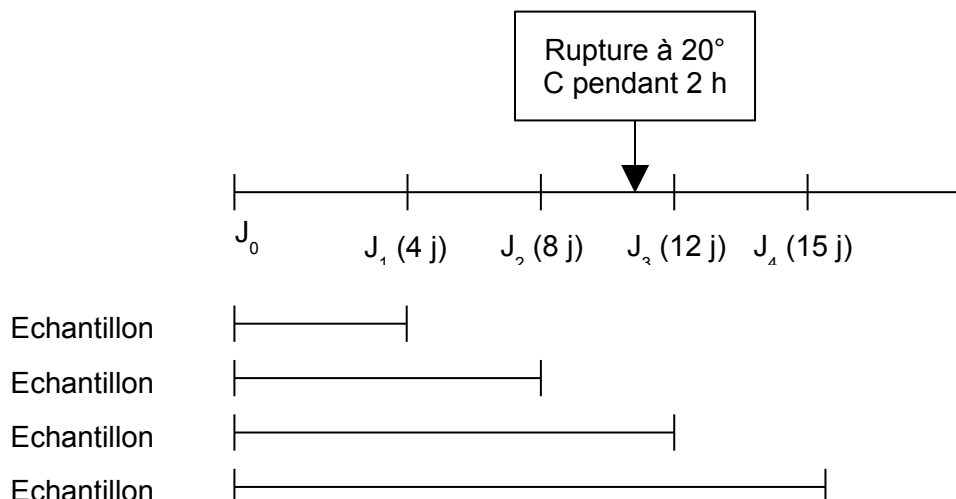 Rupture à 20°
C pendant 2 h
J₀
J₁ (4 j)
J₂ (8 j)
J₃ (12 j)
J₄ (15 j)
Echantillon
Echantillon
Echantillon
Echantillon